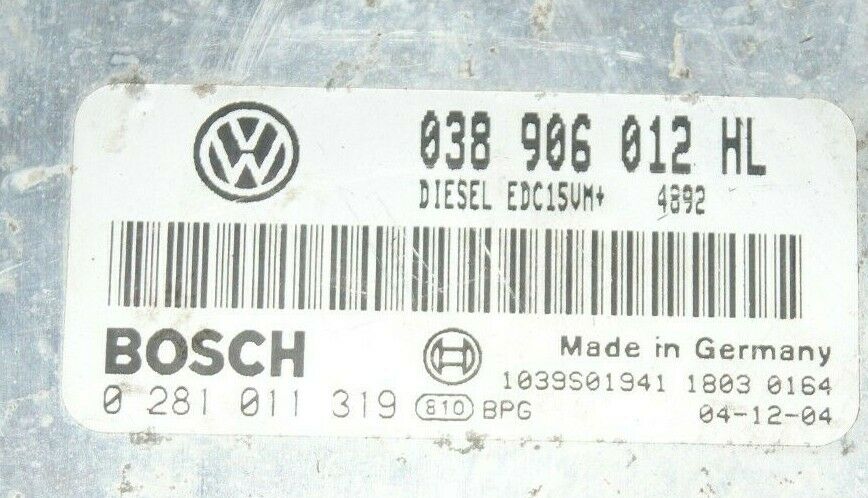 VW
038 906 012 HL
DIESEL EDC15VM+ 4892
BOSCH
Made in Germany
1039S01941 1803 0164
0 281 011 319 810 BPG
04-12-04